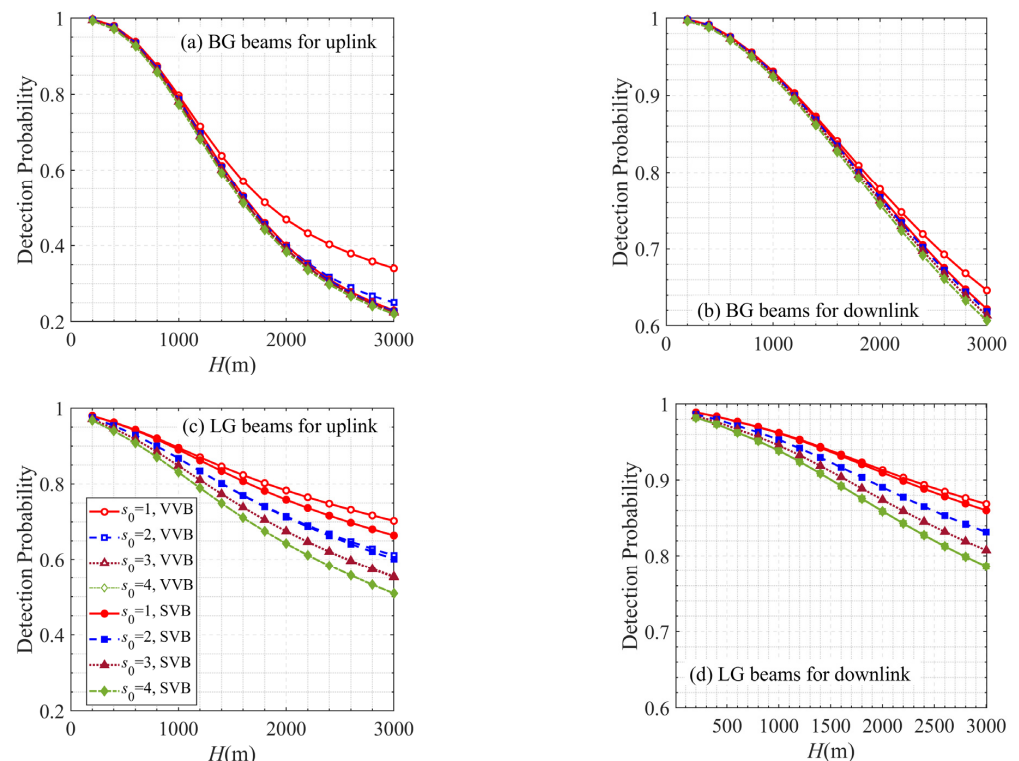 (a) BG beams for uplink
Detection Probability
1
0.8
0.6
0.4
0.2
0
1000
2000
3000
H(m)
(b) BG beams for downlink
Detection Probability
1
0.9
0.8
0.7
0.6
0
1000
2000
3000
H(m)
(c) LG beams for uplink
Detection Probability
1
0.8
0.6
0.4
0.2
s0=1, VVB
s0=2, VVB
s0=3, VVB
s0=4, VVB
s0=1, SVB
s0=2, SVB
s0=3, SVB
s0=4, SVB
0
1000
2000
3000
H(m)
(d) LG beams for downlink
Detection Probability
1
0.9
0.8
0.7
0.6
500
1000
1500
2000
2500
3000
H(m)